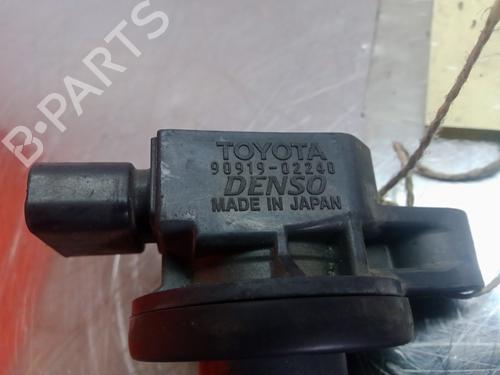 B-PARTS
TOYOTA
90919-02240
DENSO
MADE IN JAPAN